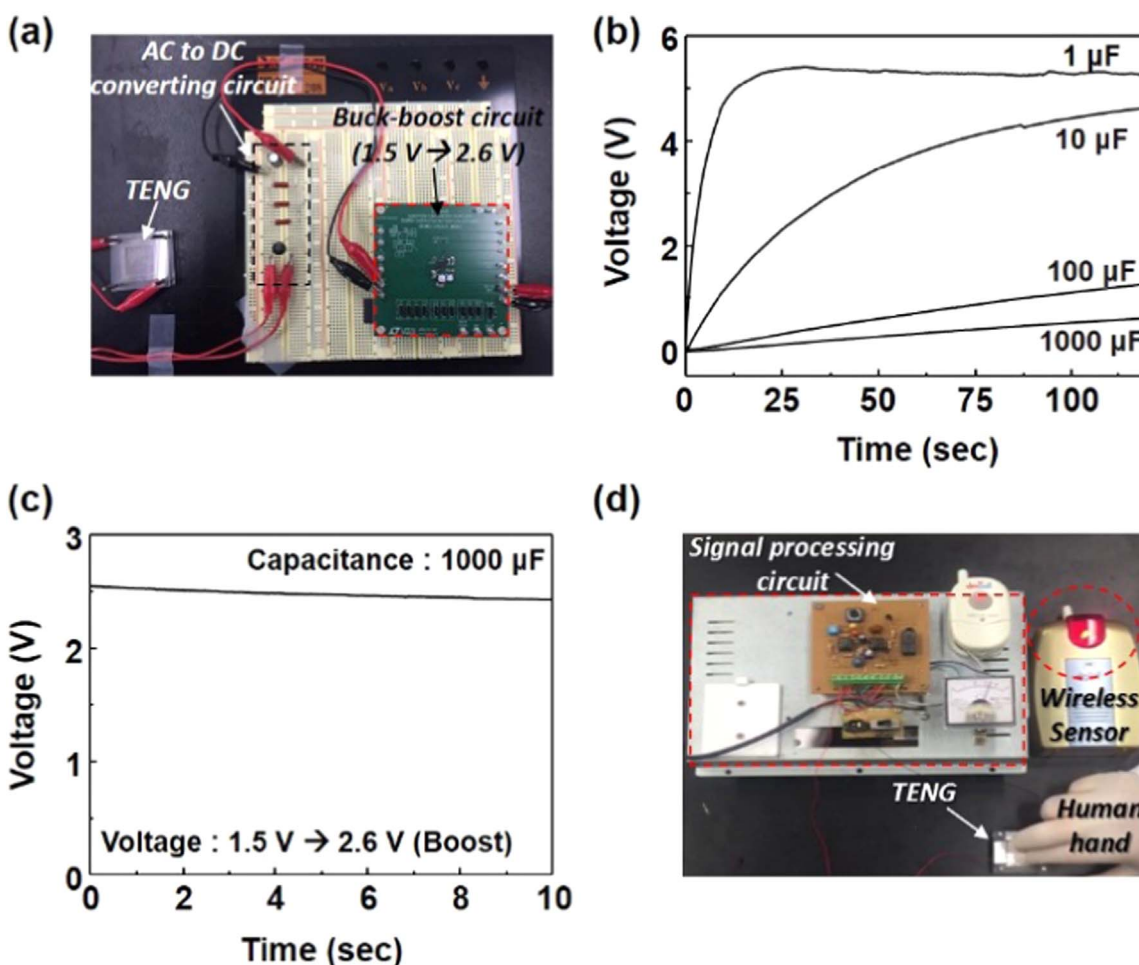 (a)
AC to DC
converting circuit
Buck-boost circuit
(1.5 V → 2.6 V)
TENG
(b)
Voltage (V)
6
4
2
0
1 μF
10 μF
100 μF
1000 μF
0 25 50 75 100
Time (sec)
(c)
Voltage (V)
3
2
1
0
Capacitance : 1000 μF
Voltage : 1.5 V → 2.6 V (Boost)
0 2 4 6 8 10
Time (sec)
(d)
Signal processing
circuit
Wireless
Sensor
TENG
Human
hand